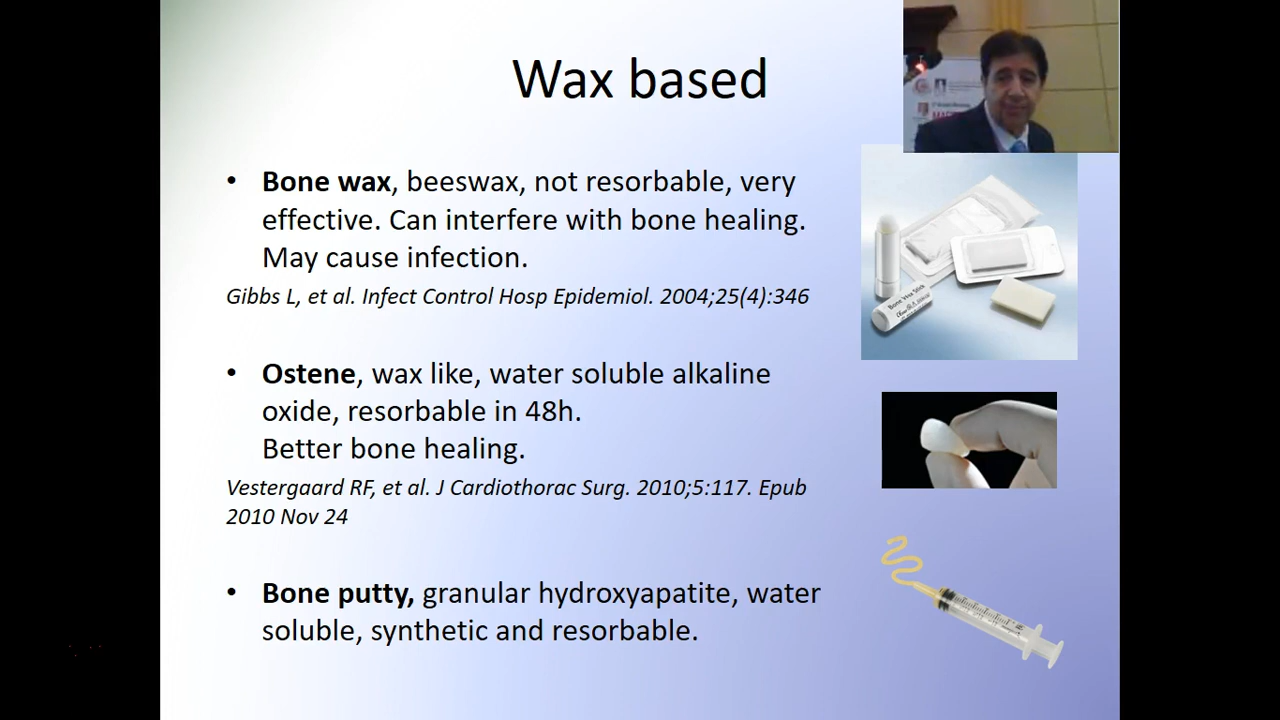 Wax based
• Bone wax, beeswax, not resorbable, very
effective. Can interfere with bone healing.
May cause infection.
Gibbs L, et al. Infect Control Hosp Epidemiol. 2004;25(4):346
• Ostene, wax like, water soluble alkaline
oxide, resorbable in 48h.
Better bone healing.
Vestergaard RF, et al. J Cardiothorac Surg. 2010;5:117. Epub
2010 Nov 24
• Bone putty, granular hydroxyapatite, water
soluble, synthetic and resorbable.
Bone Wax Stick